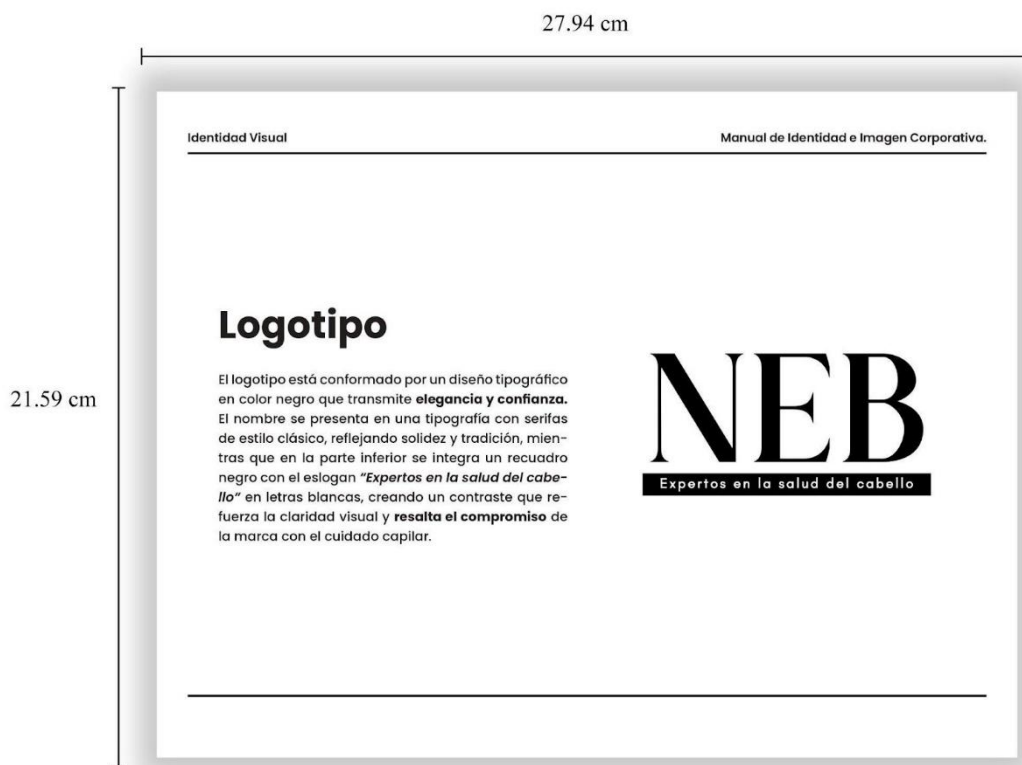 27.94 cm
21.59 cm
Identidad Visual
Manual de Identidad e Imagen Corporativa.
Logotipo
El logotipo está conformado por un diseño tipográfico
en color negro que transmite elegancia y confianza.
El nombre se presenta en una tipografía con serifas
de estilo clásico, reflejando solidez y tradición, mien-
tras que en la parte inferior se integra un recuadro
negro con el eslogan “Expertos en la salud del cabe-
llo” en letras blancas, creando un contraste que re-
fuerza la claridad visual y resalta el compromiso de
la marca con el cuidado capilar.
NEB
Expertos en la salud del cabello